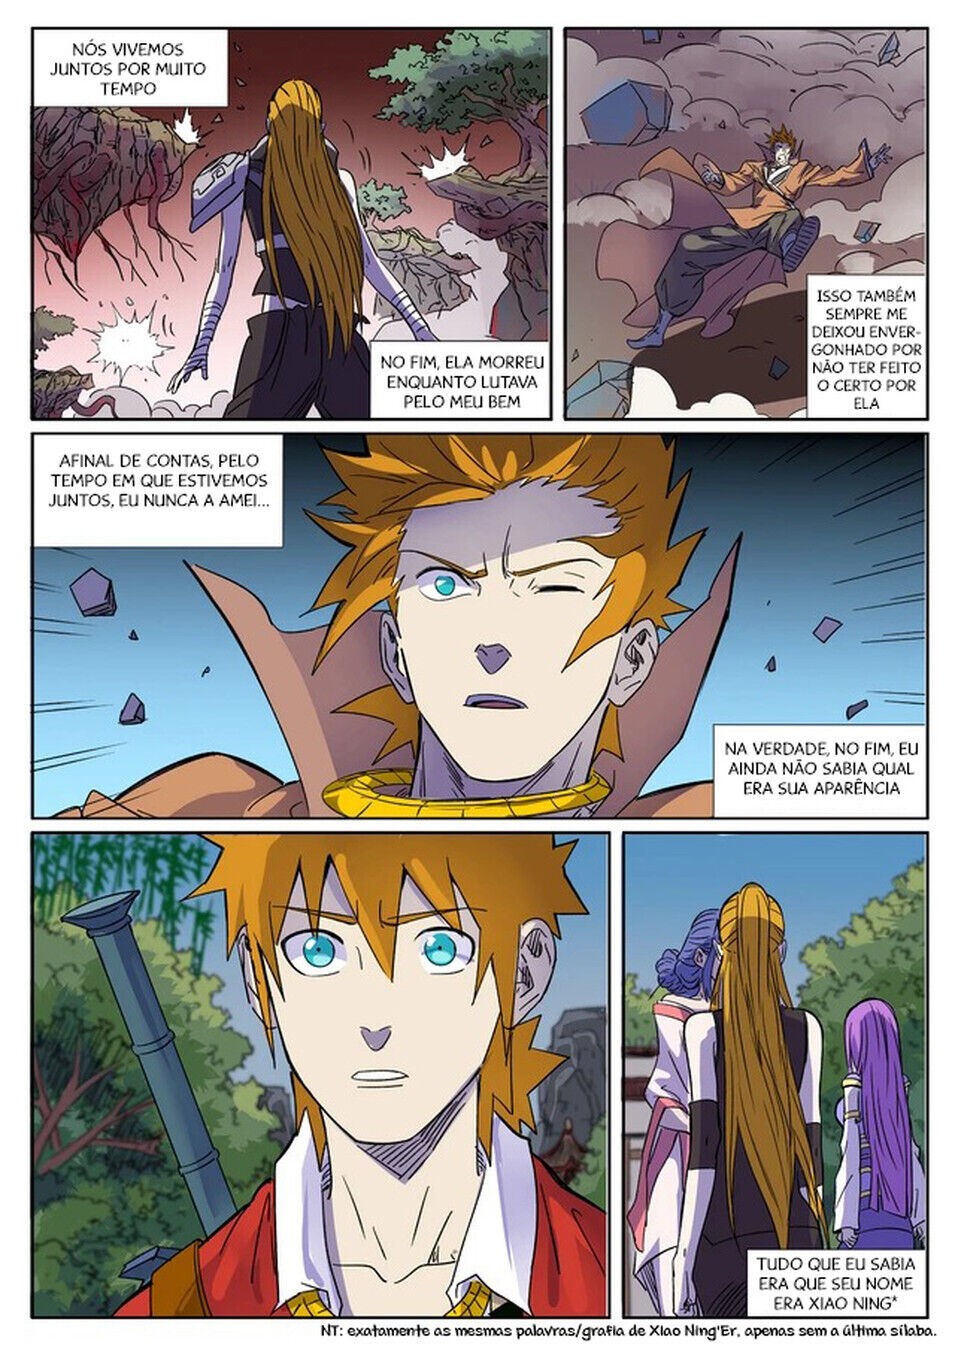 NÓS VIVEMOS
JUNTOS POR MUITO
TEMPO
NO FIM, ELA MORREU
ENQUANTO LUTAVA
PELO MEU BEM
ISSO TAMBÉM
SEMPRE ME
DEIXOU ENVER-
GONHADO POR
NÃO TER FEITO
O CERTO POR
ELA
AFINAL DE CONTAS, PELO
TEMPO EM QUE ESTIVEMOS
JUNTOS, EU NUNCA A AMEI...
NA VERDADE, NO FIM, EU
AINDA NÃO SABIA QUAL
ERA SUA APARÊNCIA
TUDO QUE EU SABIA
ERA QUE SEU NOME
ERA XIAO NING*
NT: exatamente as mesmas palavras/grafia de Xiao Ning'Er, apenas sem a última sílaba.